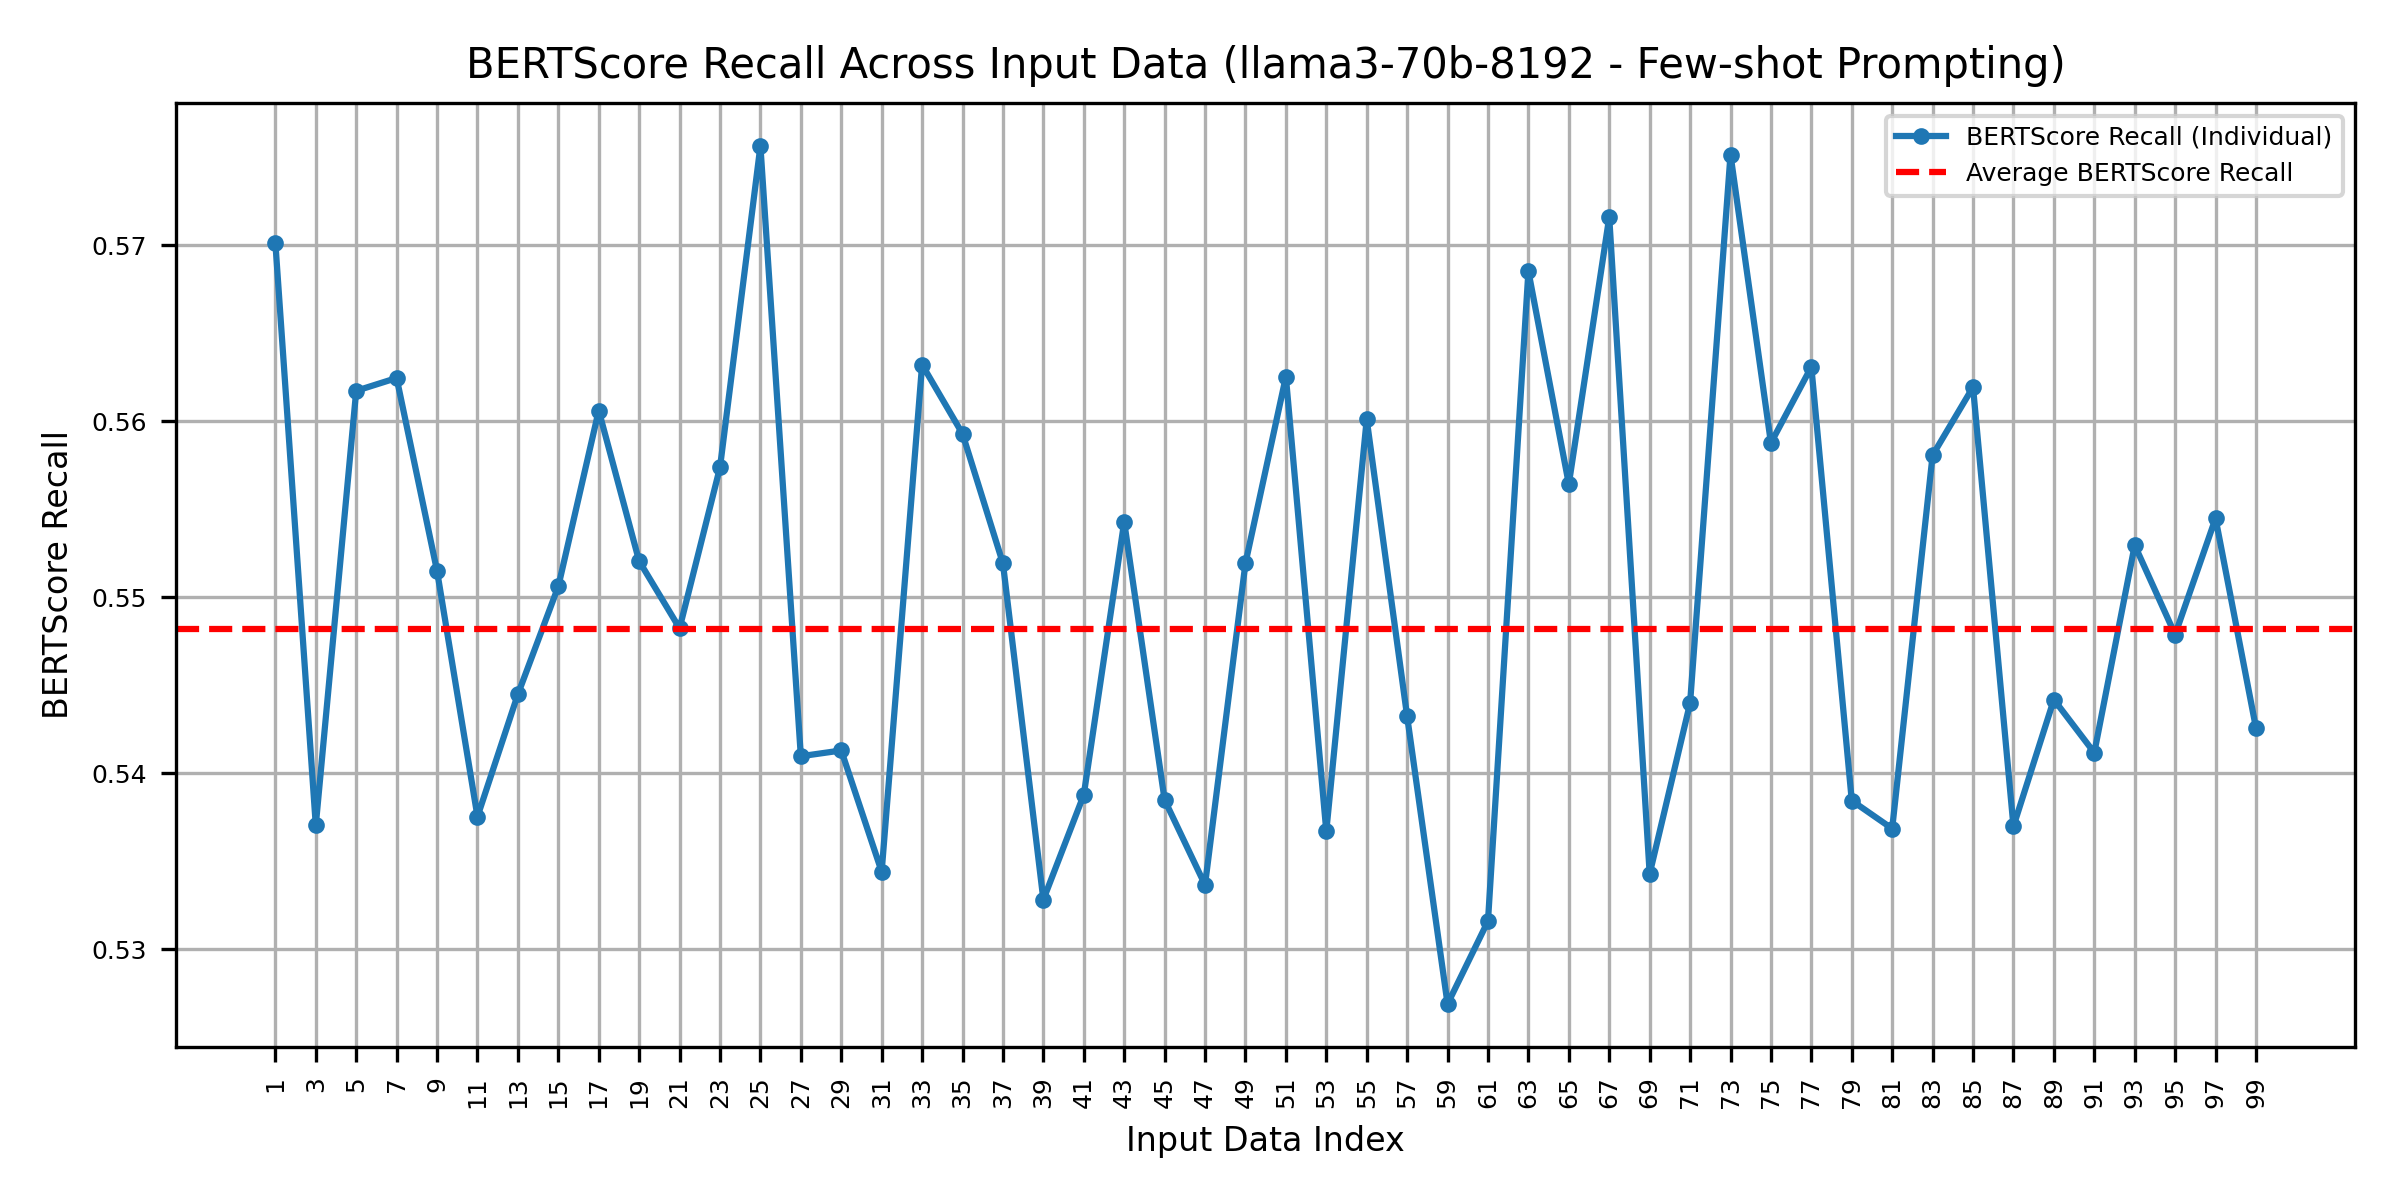 BERTScore Recall Across Input Data (llama3-70b-8192 - Few-shot Prompting)
BERTScore Recall (Individual)
Average BERTScore Recall
BERTScore Recall
0.57
0.56
0.55
0.54
0.53
1 3 5 7 9 11 13 15 17 19 21 23 25 27 29 31 33 35 37 39 41 43 45 47 49 51 53 55 57 59 61 63 65 67 69 71 73 75 77 79 81 83 85 87 89 91 93 95 97 99
Input Data Index